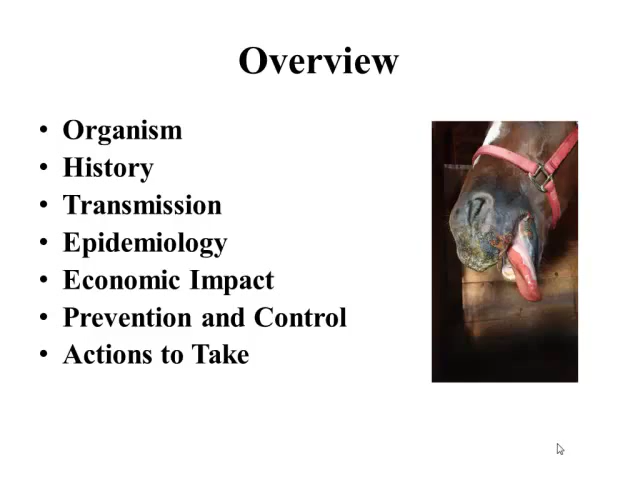 Overview
• Organism
• History
• Transmission
• Epidemiology
• Economic Impact
• Prevention and Control
• Actions to Take